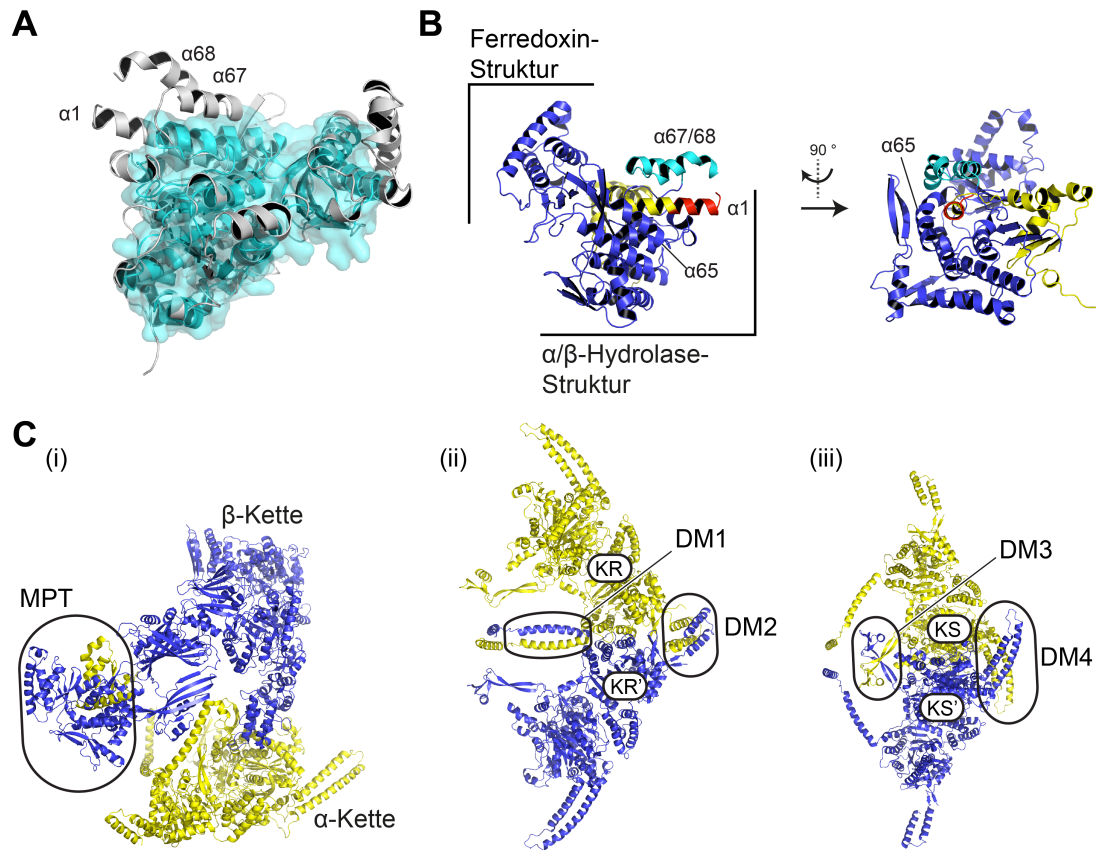 A
α68
α67
α1
B
Ferredoxin-
Struktur
α67/68
α1
α65
α/β-Hydrolase-
Struktur
90 °
α65
C
(i)
β-Kette
MPT
α-Kette
(ii)
DM1
KR
DM2
KR'
(iii)
DM3
KS
DM4
KS'